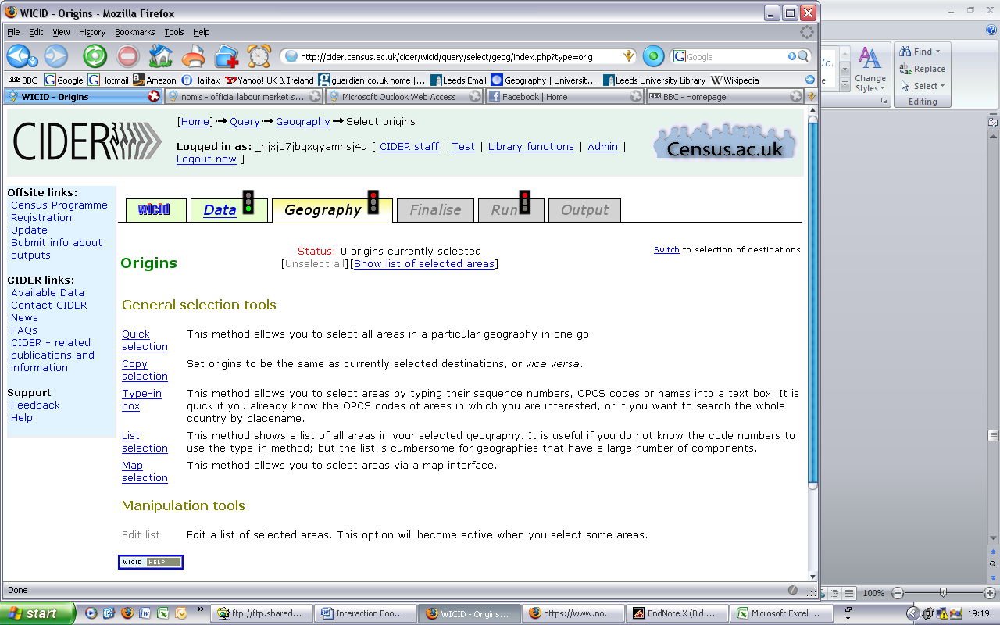 WICID - Origins - Mozilla Firefox
File Edit View History Bookmarks Tools Help
http://cider.census.ac.uk/cider/wicid/query/select/geog/index.php?type=orig
Google
BBC Google Hotmail Amazon Halifax Yahoo! UK & Ireland guardian.co.uk home |... Leeds Email Geography | Universit... Leeds University Library Wikipedia
WICID - Origins nomis - official labour market s... Microsoft Outlook Web Access Facebook | Home BBC - Homepage
Cc.
Change
Styles
Find
Replace
Select
Editing
CIDER
[Home] → Query → Geography → Select origins
Logged in as: _hjxjc7jbqxgyamhsj4u [ CIDER staff | Test | Library functions | Admin |
Logout now ]
Census.ac.uk
Offsite links:
Census Programme
Registration
Update
Submit info about
outputs
CIDER links:
Available Data
Contact CIDER
News
FAQs
CIDER - related
publications and
information
Support
Feedback
Help
wicid Data Geography Finalise Run Output
Origins
Status: 0 origins currently selected
[Unselect all][Show list of selected areas]
Switch to selection of destinations
General selection tools
Quick
selection
This method allows you to select all areas in a particular geography in one go.
Copy
selection
Set origins to be the same as currently selected destinations, or vice versa.
Type-in
box
This method allows you to select areas by typing their sequence numbers, OPCS codes or names into a text box. It is
quick if you already know the OPCS codes of areas in which you are interested, or if you want to search the whole
country by placename.
List
selection
This method shows a list of all areas in your selected geography. It is useful if you do not know the code numbers to
use the type-in method; but the list is cumbersome for geographies that have a large number of components.
Map
selection
This method allows you to select areas via a map interface.
Manipulation tools
Edit list
Edit a list of selected areas. This option will become active when you select some areas.
WICID HELP
Done
100%
start
ftp://ftp.shared... Interaction Boo... WICID - Origins... https://www.no... EndNote X (Bld ... Microsoft Excel ...
19:19